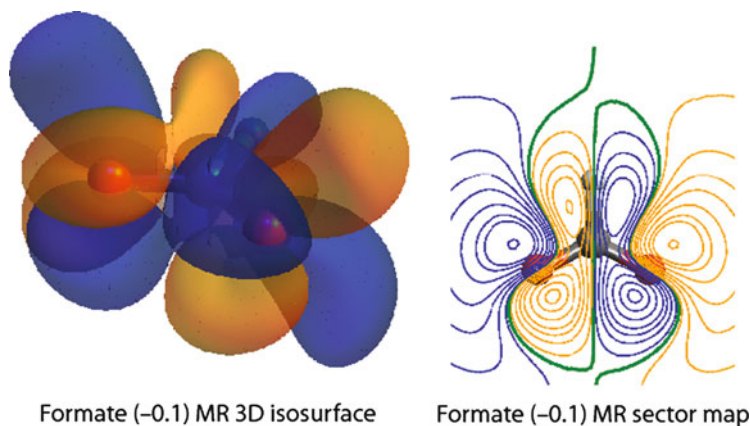 Formate (–0.1) MR 3D isosurface
Formate (–0.1) MR sector map